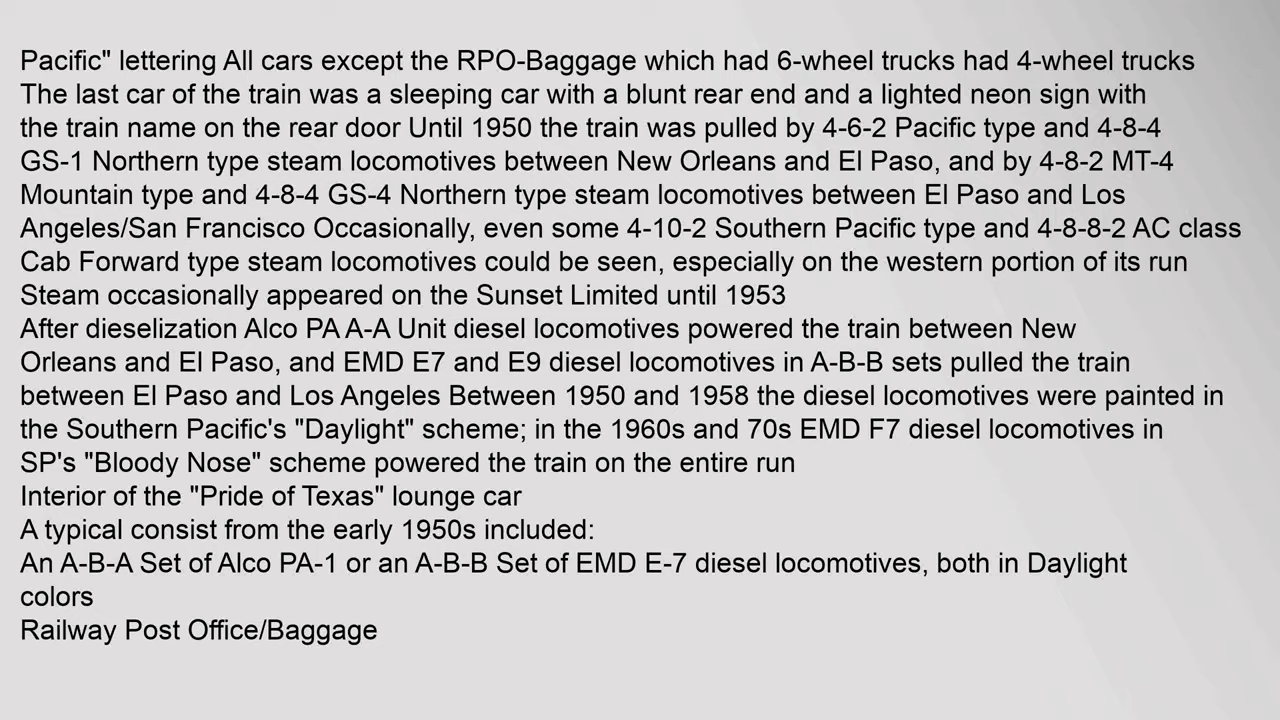 Pacific" lettering All cars except the RPO-Baggage which had 6-wheel trucks had 4-wheel trucks
The last car of the train was a sleeping car with a blunt rear end and a lighted neon sign with
the train name on the rear door Until 1950 the train was pulled by 4-6-2 Pacific type and 4-8-4
GS-1 Northern type steam locomotives between New Orleans and El Paso, and by 4-8-2 MT-4
Mountain type and 4-8-4 GS-4 Northern type steam locomotives between El Paso and Los
Angeles/San Francisco Occasionally, even some 4-10-2 Southern Pacific type and 4-8-8-2 AC class
Cab Forward type steam locomotives could be seen, especially on the western portion of its run
Steam occasionally appeared on the Sunset Limited until 1953
After dieselization Alco PA A-A Unit diesel locomotives powered the train between New
Orleans and El Paso, and EMD E7 and E9 diesel locomotives in A-B-B sets pulled the train
between El Paso and Los Angeles Between 1950 and 1958 the diesel locomotives were painted in
the Southern Pacific's "Daylight" scheme; in the 1960s and 70s EMD F7 diesel locomotives in
SP's "Bloody Nose" scheme powered the train on the entire run
Interior of the "Pride of Texas" lounge car
A typical consist from the early 1950s included:
An A-B-A Set of Alco PA-1 or an A-B-B Set of EMD E-7 diesel locomotives, both in Daylight
colors
Railway Post Office/Baggage